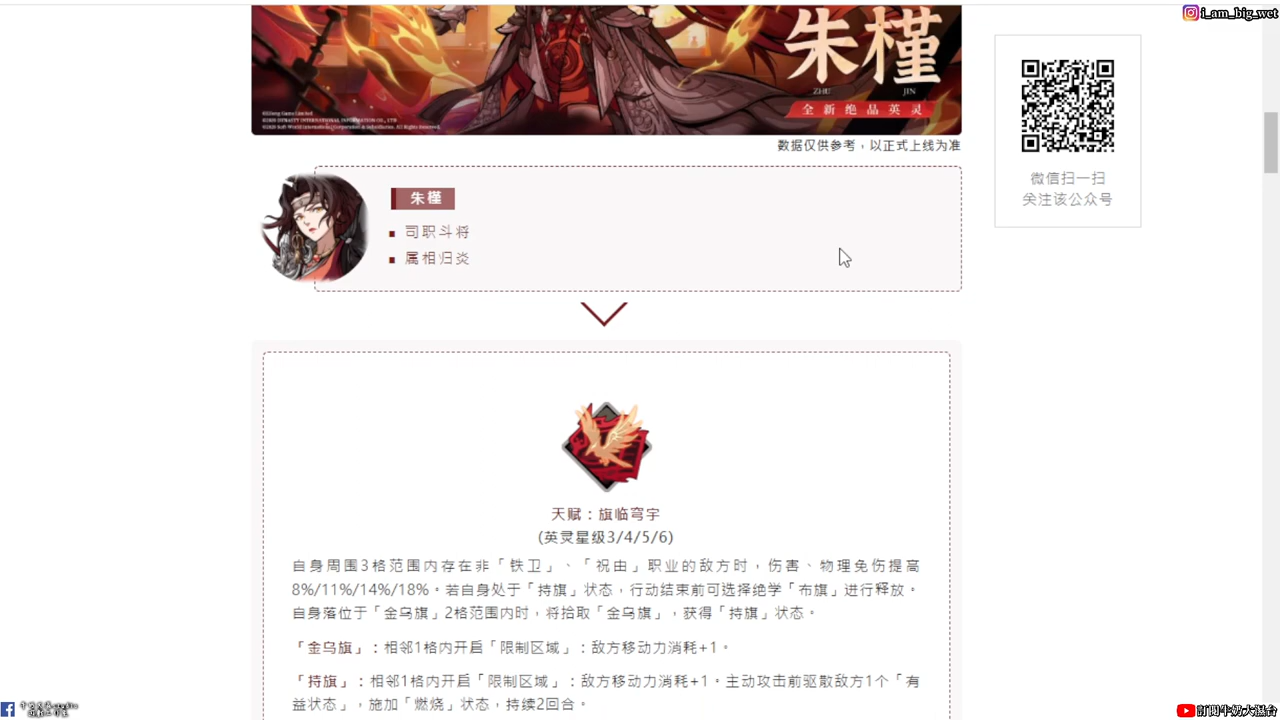 i_am_big_wet
朱槿
ZHU JIN
全新绝品英灵
数据仅供参考，以正式上线为准
微信扫一扫
关注该公众号
朱槿
司职斗将
属相归炎
天赋：旗临穹宇
(英灵星级3/4/5/6)
自身周围3格范围内存在非「铁卫」、「祝由」职业的敌方时，伤害、物理免伤提高
8%/11%/14%/18%。若自身处于「持旗」状态，行动结束前可选择绝学「布旗」进行释放。
自身落位于「金乌旗」2格范围内时，将拾取「金乌旗」，获得「持旗」状态。
「金乌旗」：相邻1格内开启「限制区域」：敌方移动力消耗+1。
「持旗」：相邻1格内开启「限制区域」：敌方移动力消耗+1。主动攻击前驱散敌方1个「有
益状态」，施加「燃烧」状态，持续2回合。